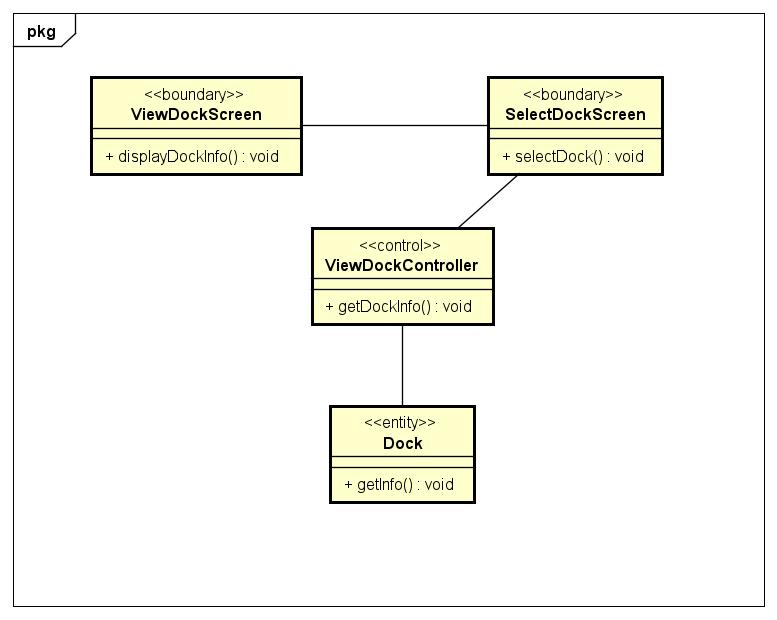 pkg
<<boundary>>
ViewDockScreen
+ displayDockInfo() : void
<<boundary>>
SelectDockScreen
+ selectDock() : void
<<control>>
ViewDockController
+ getDockInfo() : void
<<entity>>
Dock
+ getInfo() : void